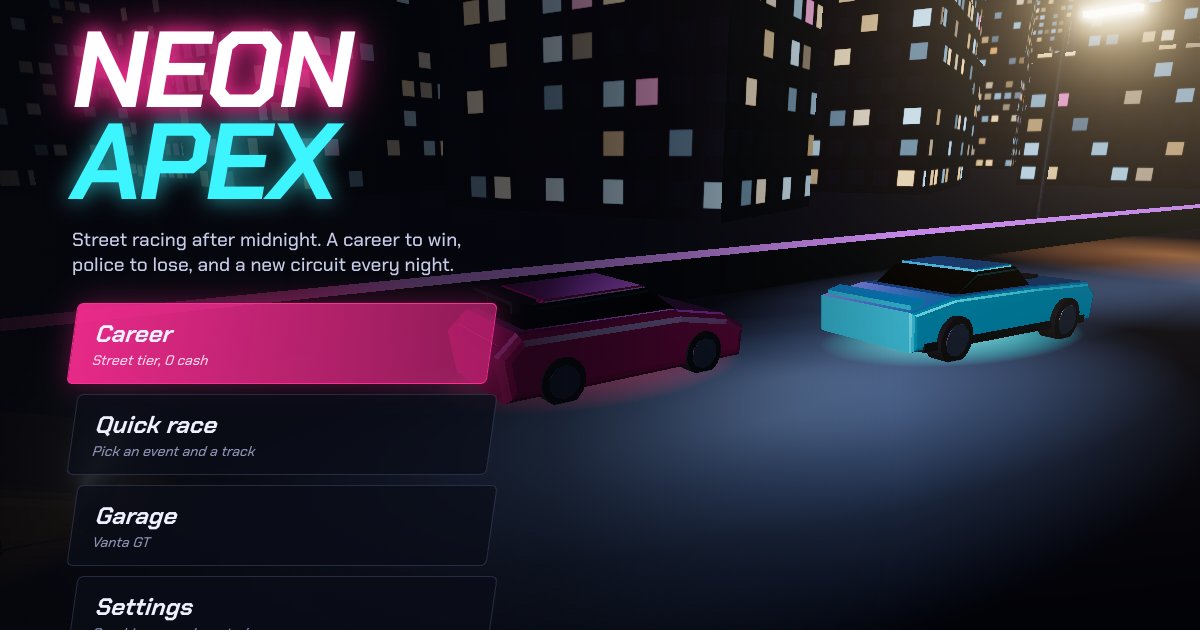 NEON
APEX
Street racing after midnight. A career to win,
police to lose, and a new circuit every night.
Career
Street tier, 0 cash
Quick race
Pick an event and a track
Garage
Vanta GT
Settings